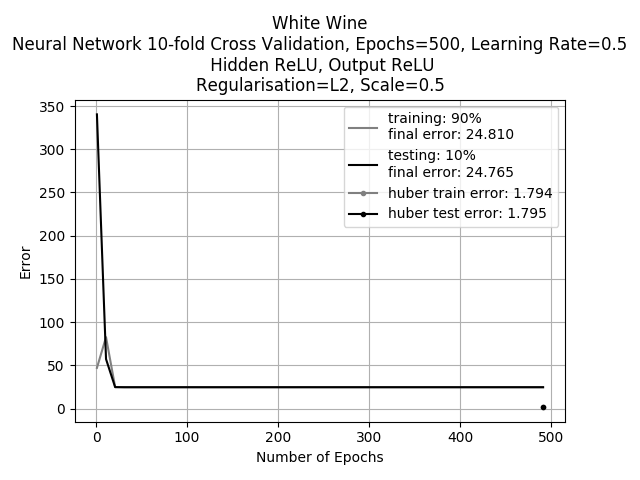 White Wine
Neural Network 10-fold Cross Validation, Epochs=500, Learning Rate=0.5
Hidden ReLU, Output ReLU
Regularisation=L2, Scale=0.5
training: 90%
final error: 24.810
testing: 10%
final error: 24.765
huber train error: 1.794
huber test error: 1.795
Error
350
300
250
200
150
100
50
0
0 100 200 300 400 500
Number of Epochs